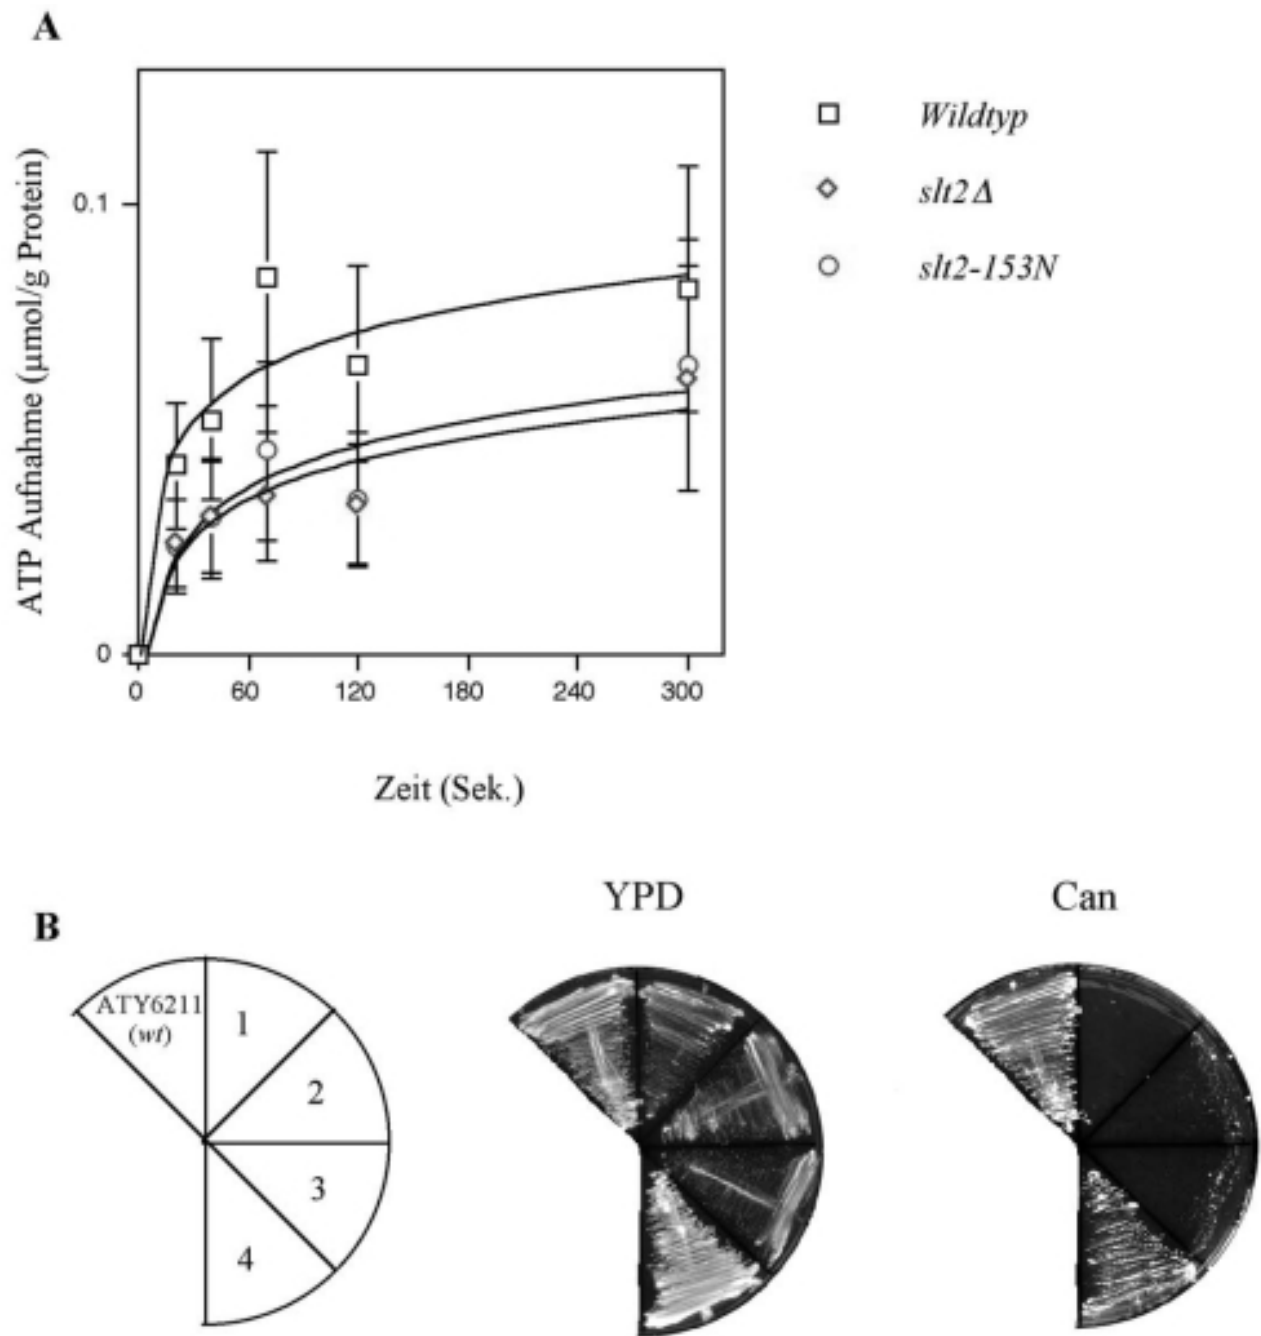 A
ATP Aufnahme (µmol/g Protein)
0.1
0
0 60 120 180 240 300
Zeit (Sek.)
Wildtyp
slt2Δ
slt2-153N
B
YPD
Can
ATY6211
(wt)
1
2
3
4